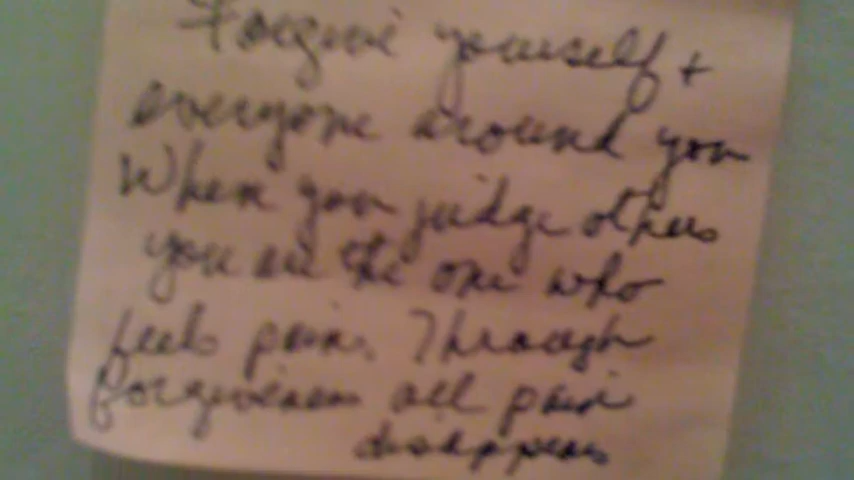 Forgive yourself +
everyone around you
When you judge others
you are the one who
feels pain. Through
forgiveness all pain
disappears